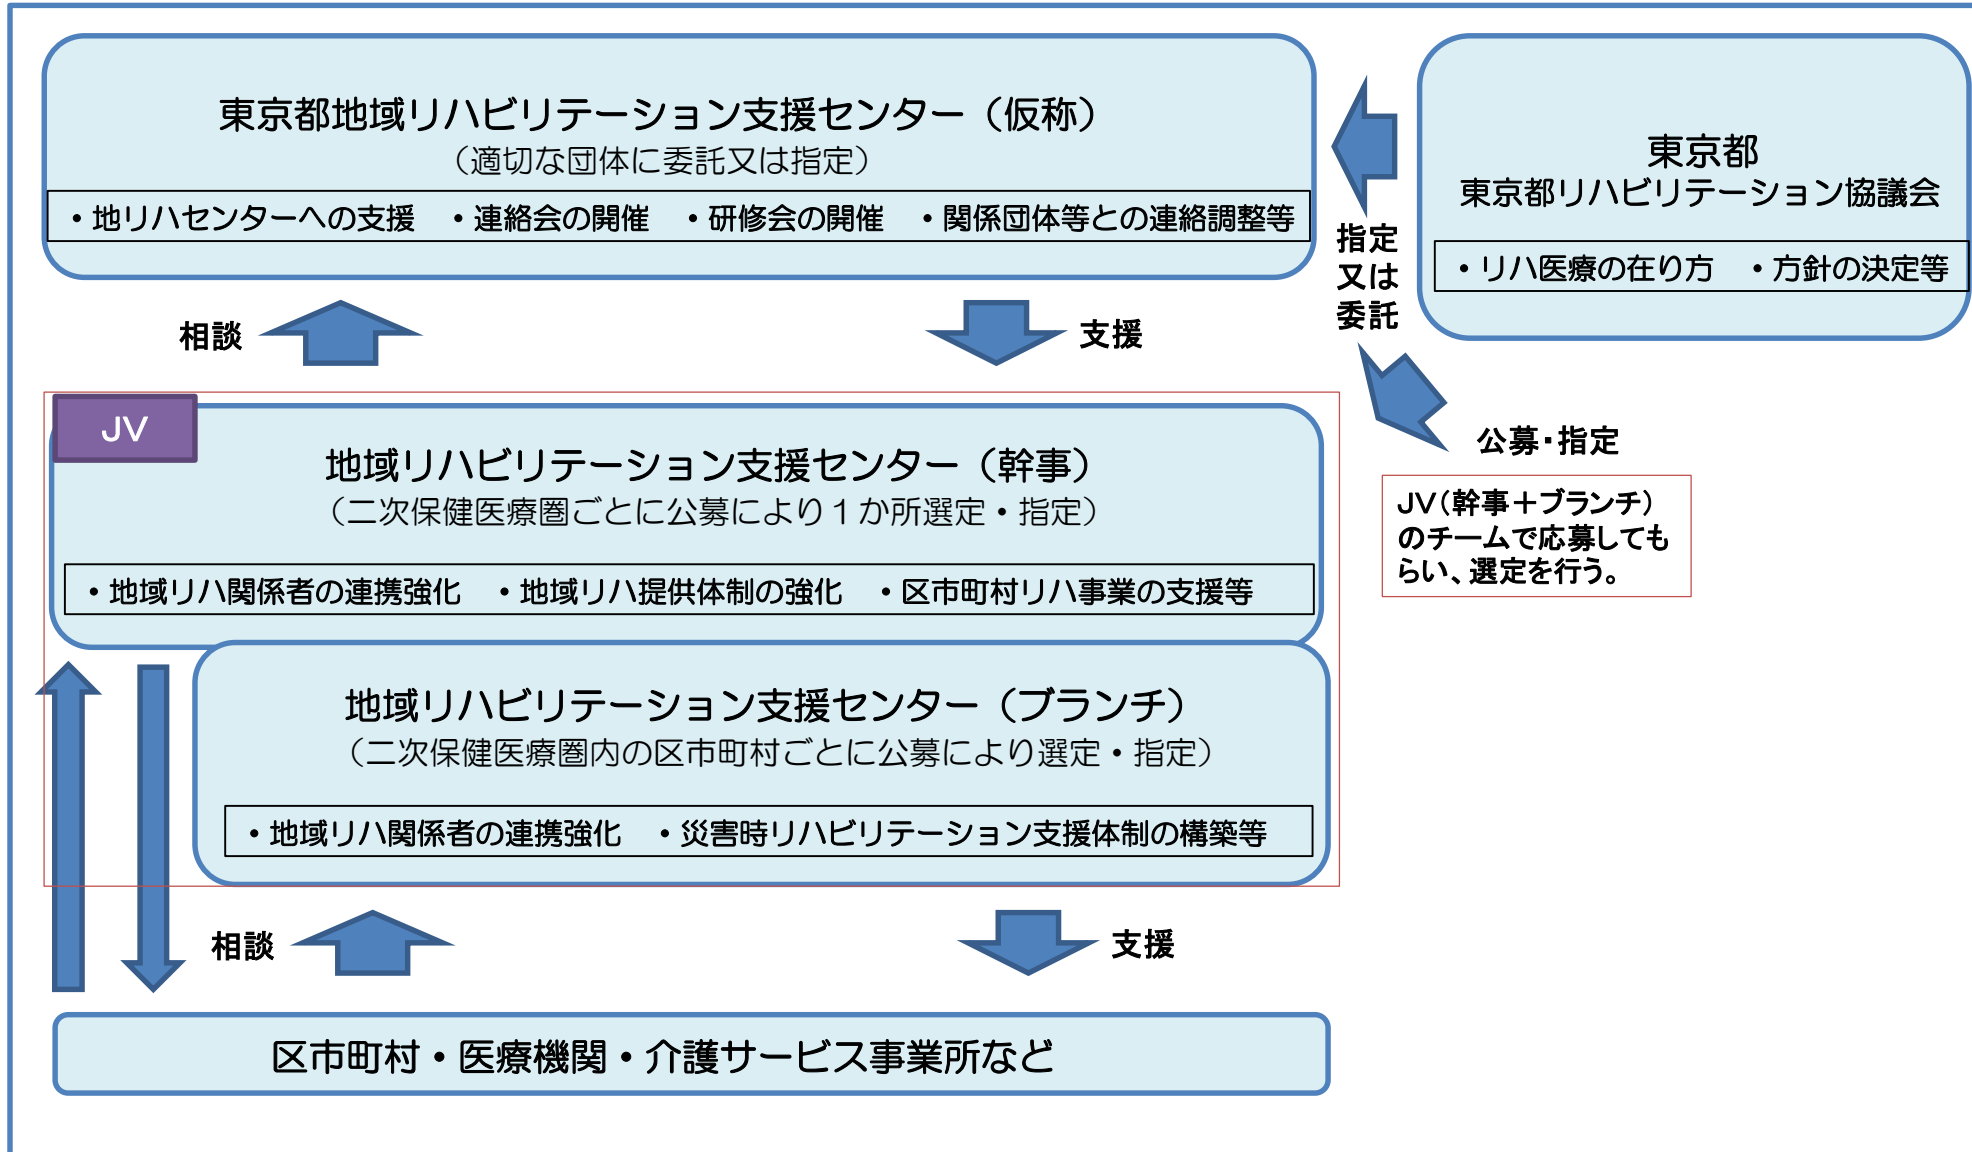 東京都地域リハビリテーション支援センター（仮称）
（適切な団体に委託又は指定）
・地リハセンターへの支援　・連絡会の開催　・研修会の開催　・関係団体等との連絡調整等
東京都
東京都リハビリテーション協議会
・リハ医療の在り方　・方針の決定等
指定
又は
委託
相談
支援
JV
地域リハビリテーション支援センター（幹事）
（二次保健医療圏ごとに公募により１か所選定・指定）
・地域リハ関係者の連携強化　・地域リハ提供体制の強化　・区市町村リハ事業の支援等
公募・指定
JV（幹事＋ブランチ）
のチームで応募しても
らい、選定を行う。
地域リハビリテーション支援センター（ブランチ）
（二次保健医療圏内の区市町村ごとに公募により選定・指定）
・地域リハ関係者の連携強化　・災害時リハビリテーション支援体制の構築等
相談
支援
区市町村・医療機関・介護サービス事業所など